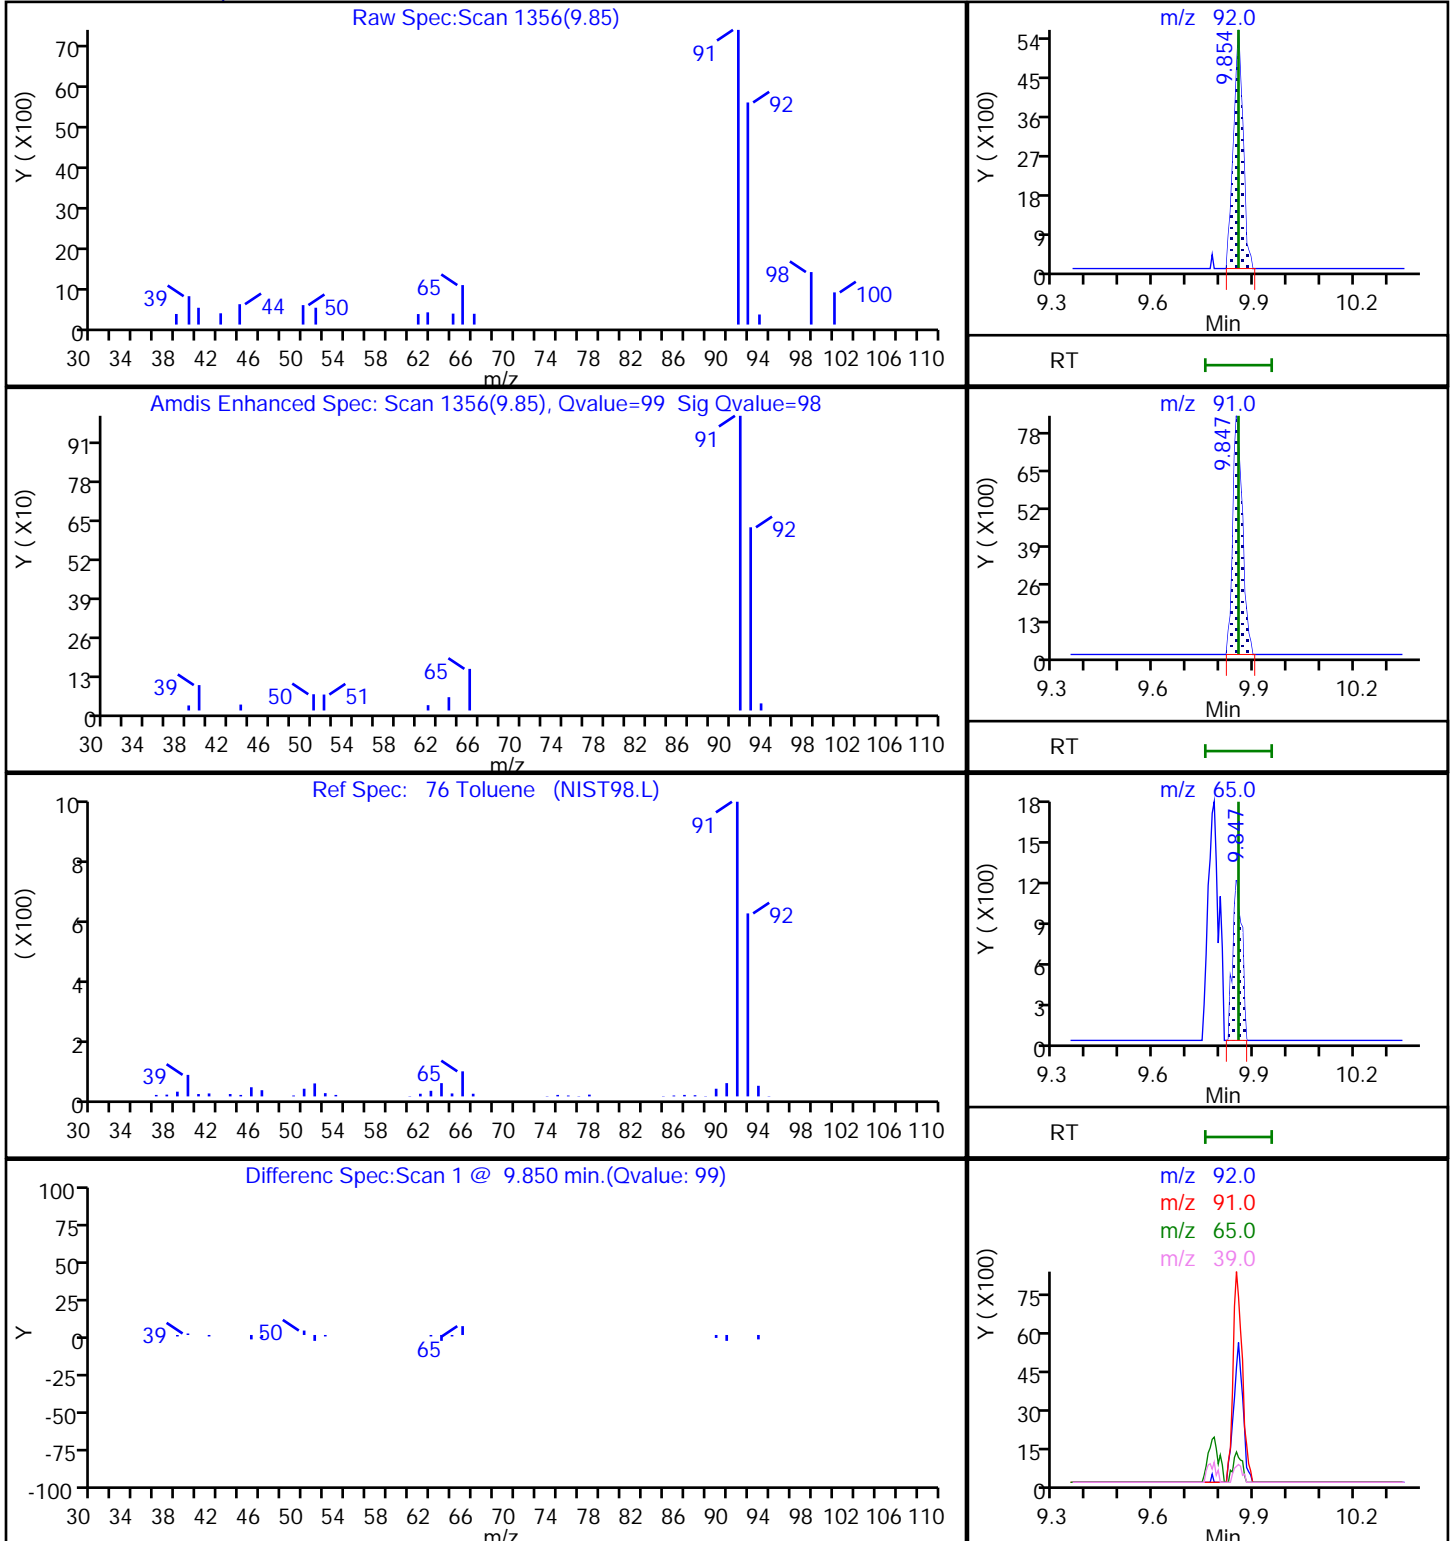 Raw Spec:Scan 1356(9.85)
Y ( X100)
70
60
50
40
30
20
10
0
91
92
98
100
65
50
44
39
30 34 38 42 46 50 54 58 62 66 70 74 78 82 86 90 94 98 102 106 110
m/z
m/z 92.0
Y ( X100)
54
45
36
27
18
9
0
9.854
9.3 9.6 9.9 10.2
Min
RT
Amdis Enhanced Spec: Scan 1356(9.85), Qvalue=99 Sig Qvalue=98
Y ( X10)
91
78
65
52
39
26
13
0
91
92
65
51
50
39
30 34 38 42 46 50 54 58 62 66 70 74 78 82 86 90 94 98 102 106 110
m/z
m/z 91.0
Y ( X100)
78
65
52
39
26
13
0
9.847
9.3 9.6 9.9 10.2
Min
RT
Ref Spec: 76 Toluene (NIST98.L)
( X100)
10
8
6
4
2
0
91
92
65
39
30 34 38 42 46 50 54 58 62 66 70 74 78 82 86 90 94 98 102 106 110
m/z 65.0
Y ( X100)
18
15
12
9
6
3
0
9.847
9.3 9.6 9.9 10.2
Min
RT
Differenc Spec:Scan 1 @ 9.850 min.(Qvalue: 99)
Y
100
75
50
25
0
-25
-50
-75
-100
39
50
65
30 34 38 42 46 50 54 58 62 66 70 74 78 82 86 90 94 98 102 106 110
m/z
m/z 92.0
m/z 91.0
m/z 65.0
m/z 39.0
Y ( X100)
75
60
45
30
15
0
9.3 9.6 9.9 10.2
Min